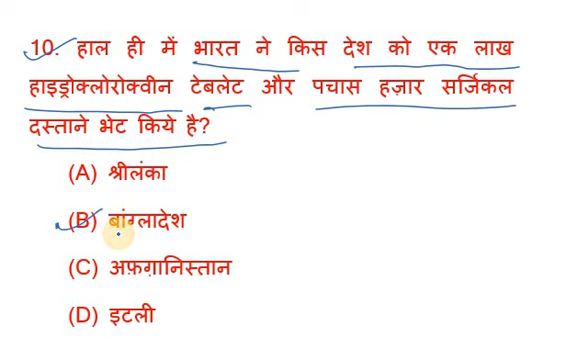 10. हाल ही में भारत ने किस देश को एक लाख
हाइड्रोक्लोरोक्वीन टेबलेट और पचास हज़ार सर्जिकल
दस्ताने भेट किये है?
(A) श्रीलंका
(B) बांग्लादेश
(C) अफ़ग़ानिस्तान
(D) इटली